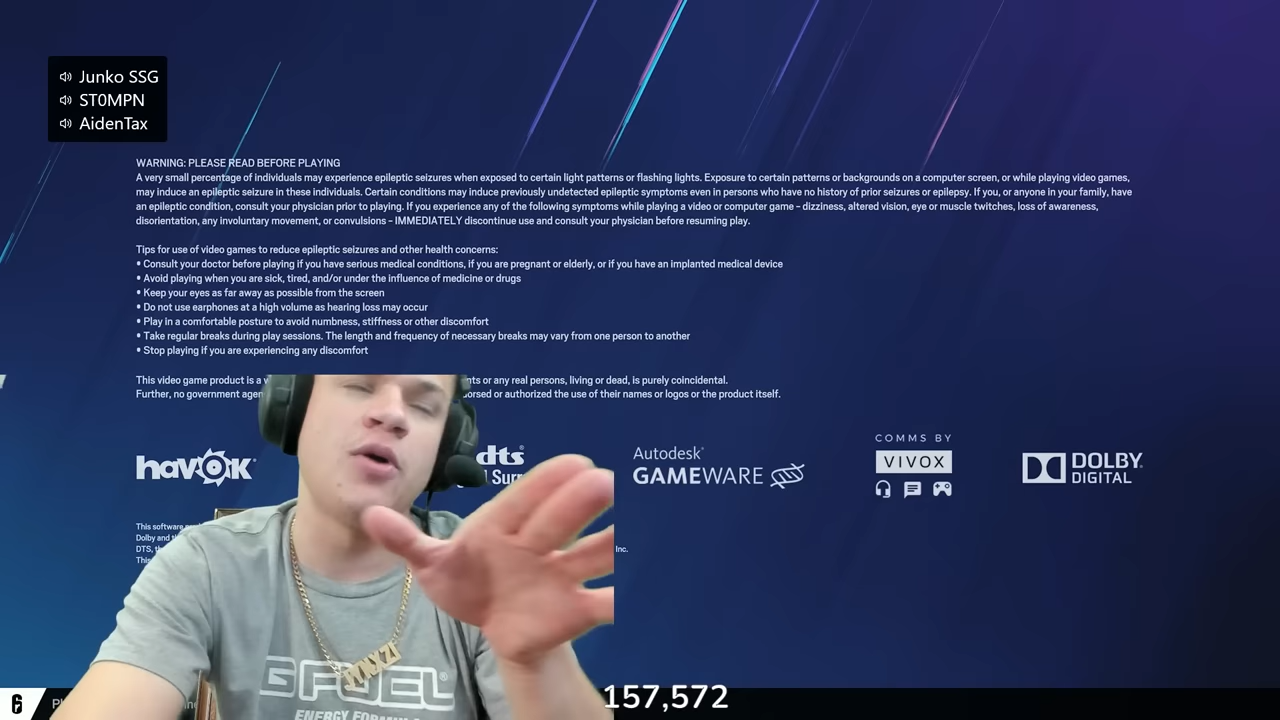 Junko SSG
ST0MPN
AidenTax
WARNING: PLEASE READ BEFORE PLAYING
A very small percentage of individuals may experience epileptic seizures when exposed to certain light patterns or flashing lights. Exposure to certain patterns or backgrounds on a computer screen, or while playing video games,
may induce an epileptic seizure in these individuals. Certain conditions may induce previously undetected epileptic symptoms even in persons who have no history of prior seizures or epilepsy. If you, or anyone in your family, have
an epileptic condition, consult your physician prior to playing. If you experience any of the following symptoms while playing a video or computer game – dizziness, altered vision, eye or muscle twitches, loss of awareness,
disorientation, any involuntary movement, or convulsions – IMMEDIATELY discontinue use and consult your physician before resuming play.
Tips for use of video games to reduce epileptic seizures and other health concerns:
• Consult your doctor before playing if you have serious medical conditions, if you are pregnant or elderly, or if you have an implanted medical device
• Avoid playing when you are sick, tired, and/or under the influence of medicine or drugs
• Keep your eyes as far away as possible from the screen
• Do not use earphones at a high volume as hearing loss may occur
• Play in a comfortable posture to avoid numbness, stiffness or other discomfort
• Take regular breaks during play sessions. The length and frequency of necessary breaks may vary from one person to another
• Stop playing if you are experiencing any discomfort
This video game product is a or any real persons, living or dead, is purely coincidental.
Further, no government or authorized the use of their names or logos or the product itself.
havok
dts
Autodesk®
GAMEWARE
COMMS BY
VIVOX
DOLBY
DIGITAL
This software
Dolby and
DTS, Inc.
This
G FUEL®
ENERGY
157,572